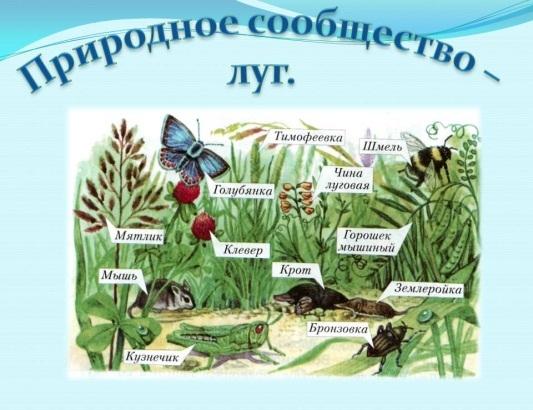 Природное сообщество –
луг.
Тимофеевка
Шмель
Чина
луговая
Голубянка
Мятлик
Клевер
Горошек
мышиный
Мышь
Крот
Землеройка
Бронзовка
Кузнечик